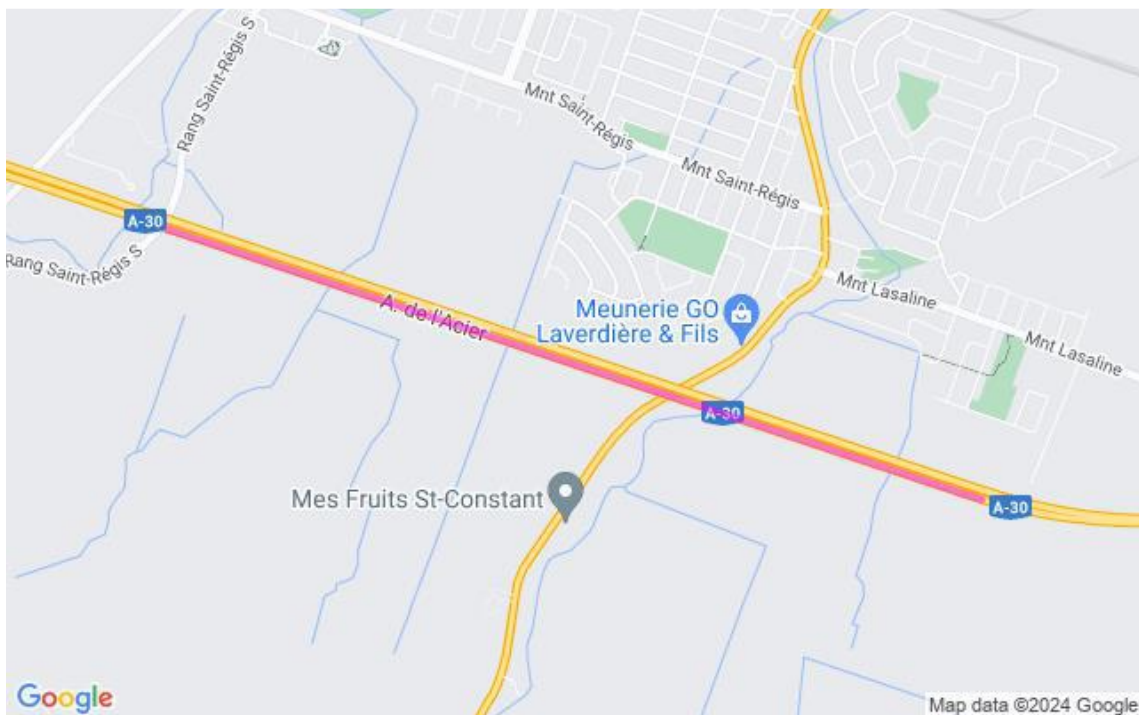 Rang Saint-Régis S
Mnt Saint-Régis
Mnt Saint-Régis
A-30
Rang Saint-Régis S
A. de l'Acier
Meunerie GO
Laverdière & Fils
Mnt Lasaline
Mnt Lasaline
A-30
Mes Fruits St-Constant
A-30
Google
Map data ©2024 Google